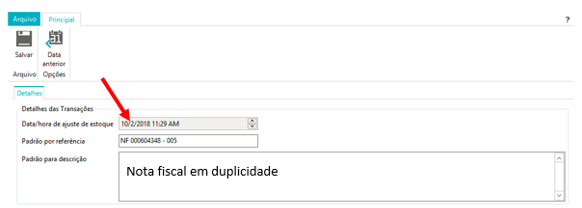 Arquivo Principal ?
31
Salvar Data anterior
Arquivo Opções
Detalhes
Detalhes das Transações
Data/hora de ajuste de estoque 10/2/2018 11:29 AM
Padrão por referência NF 000604348 - 005
Padrão para descrição
Nota fiscal em duplicidade